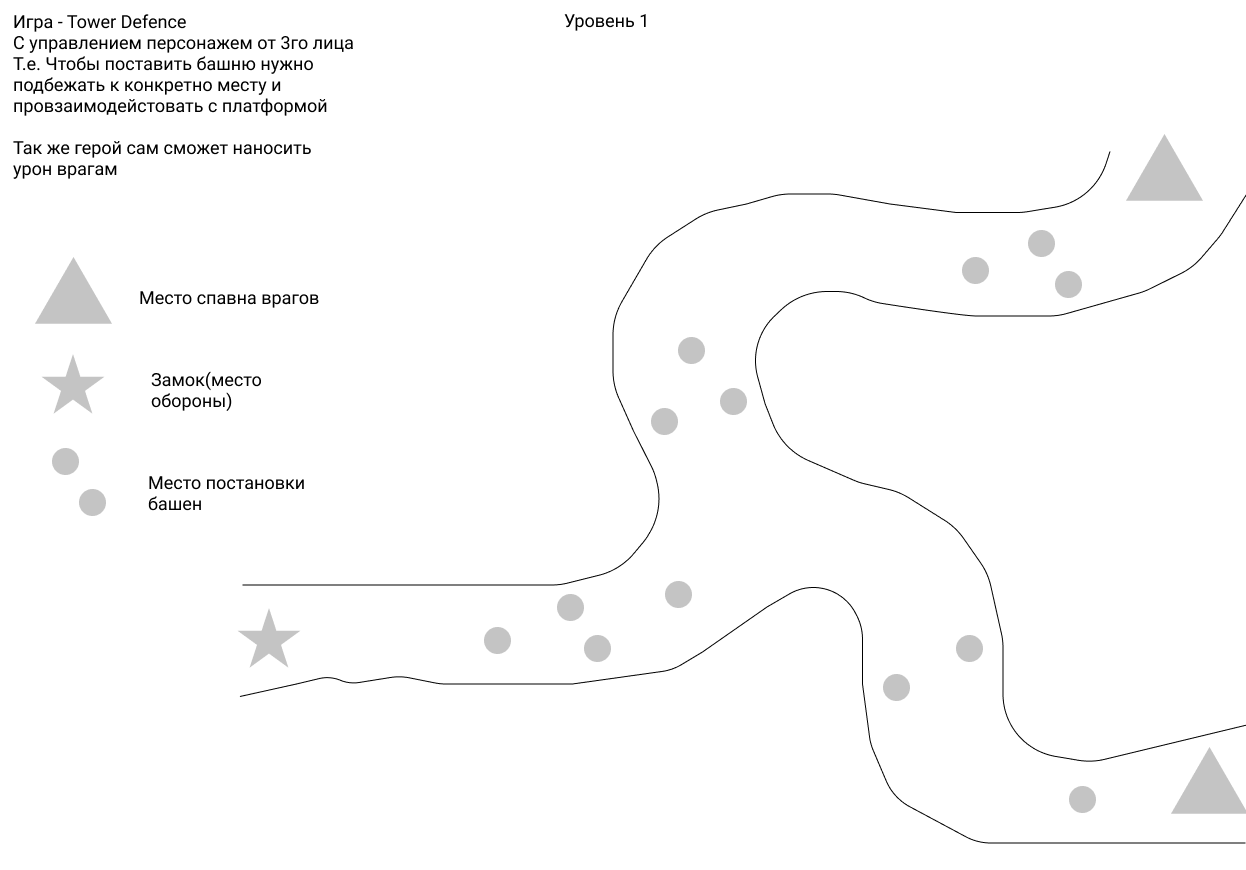 Игра - Tower Defence
С управлением персонажем от 3го лица
Т.е. Чтобы поставить башню нужно
подбежать к конкретно месту и
провзаимодейстовать с платформой
Так же герой сам сможет наносить
урон врагам
Уровень 1
Место спавна врагов
Замок(место
обороны)
Место постановки
башен